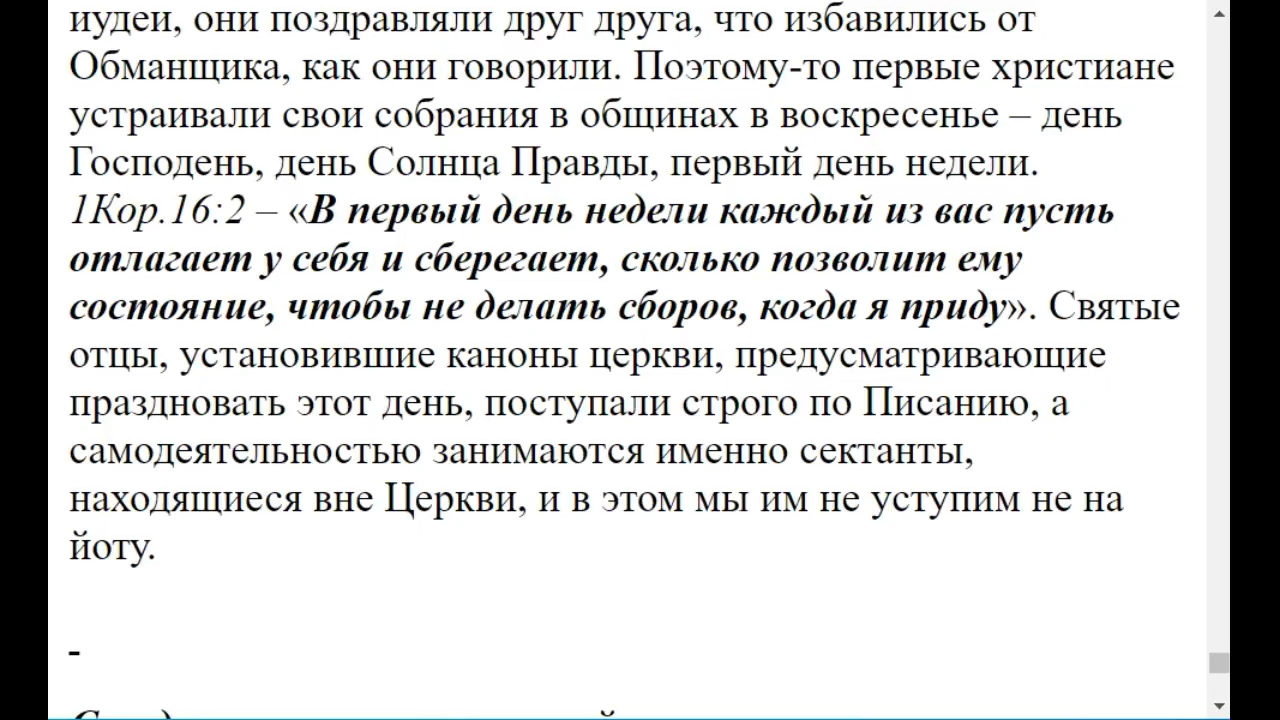 иудеи, они поздравляли друг друга, что избавились от
Обманщика, как они говорили. Поэтому-то первые христиане
устраивали свои собрания в общинах в воскресенье – день
Господень, день Солнца Правды, первый день недели.
1Кор.16:2 – «В первый день недели каждый из вас пусть
отлагает у себя и сберегает, сколько позволит ему
состояние, чтобы не делать сборов, когда я приду». Святые
отцы, установившие каноны церкви, предусматривающие
праздновать этот день, поступали строго по Писанию, а
самодеятельностью занимаются именно сектанты,
находящиеся вне Церкви, и в этом мы им не уступим не на
йоту.
-